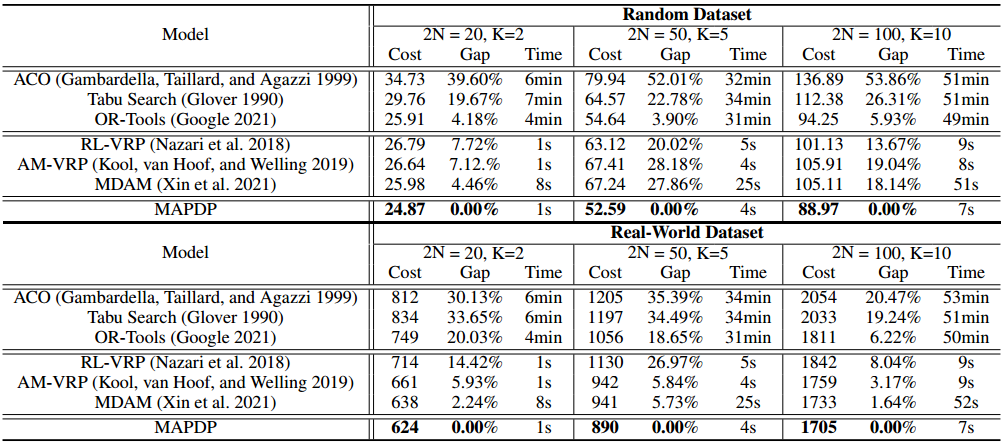 Model Random Dataset
2N = 20, K=2 2N = 50, K=5 2N = 100, K=10
Cost Gap Time Cost Gap Time Cost Gap Time
ACO (Gambardella, Taillard, and Agazzi 1999) 34.73 39.60% 6min 79.94 52.01% 32min 136.89 53.86% 51min
Tabu Search (Glover 1990) 29.76 19.67% 7min 64.57 22.78% 34min 112.38 26.31% 51min
OR-Tools (Google 2021) 25.91 4.18% 4min 54.64 3.90% 31min 94.25 5.93% 49min
RL-VRP (Nazari et al. 2018) 26.79 7.72% 1s 63.12 20.02% 5s 101.13 13.67% 9s
AM-VRP (Kool, van Hoof, and Welling 2019) 26.64 7.12.% 1s 67.41 28.18% 4s 105.91 19.04% 8s
MDAM (Xin et al. 2021) 25.98 4.46% 8s 67.24 27.86% 25s 105.11 18.14% 51s
MAPDP 24.87 0.00% 1s 52.59 0.00% 4s 88.97 0.00% 7s
Model Real-World Dataset
2N = 20, K=2 2N = 50, K=5 2N = 100, K=10
Cost Gap Time Cost Gap Time Cost Gap Time
ACO (Gambardella, Taillard, and Agazzi 1999) 812 30.13% 6min 1205 35.39% 34min 2054 20.47% 53min
Tabu Search (Glover 1990) 834 33.65% 6min 1197 34.49% 34min 2033 19.24% 51min
OR-Tools (Google 2021) 749 20.03% 4min 1056 18.65% 31min 1811 6.22% 50min
RL-VRP (Nazari et al. 2018) 714 14.42% 1s 1130 26.97% 5s 1842 8.04% 9s
AM-VRP (Kool, van Hoof, and Welling 2019) 661 5.93% 1s 942 5.84% 4s 1759 3.17% 9s
MDAM (Xin et al. 2021) 638 2.24% 8s 941 5.73% 25s 1733 1.64% 52s
MAPDP 624 0.00% 1s 890 0.00% 4s 1705 0.00% 7s